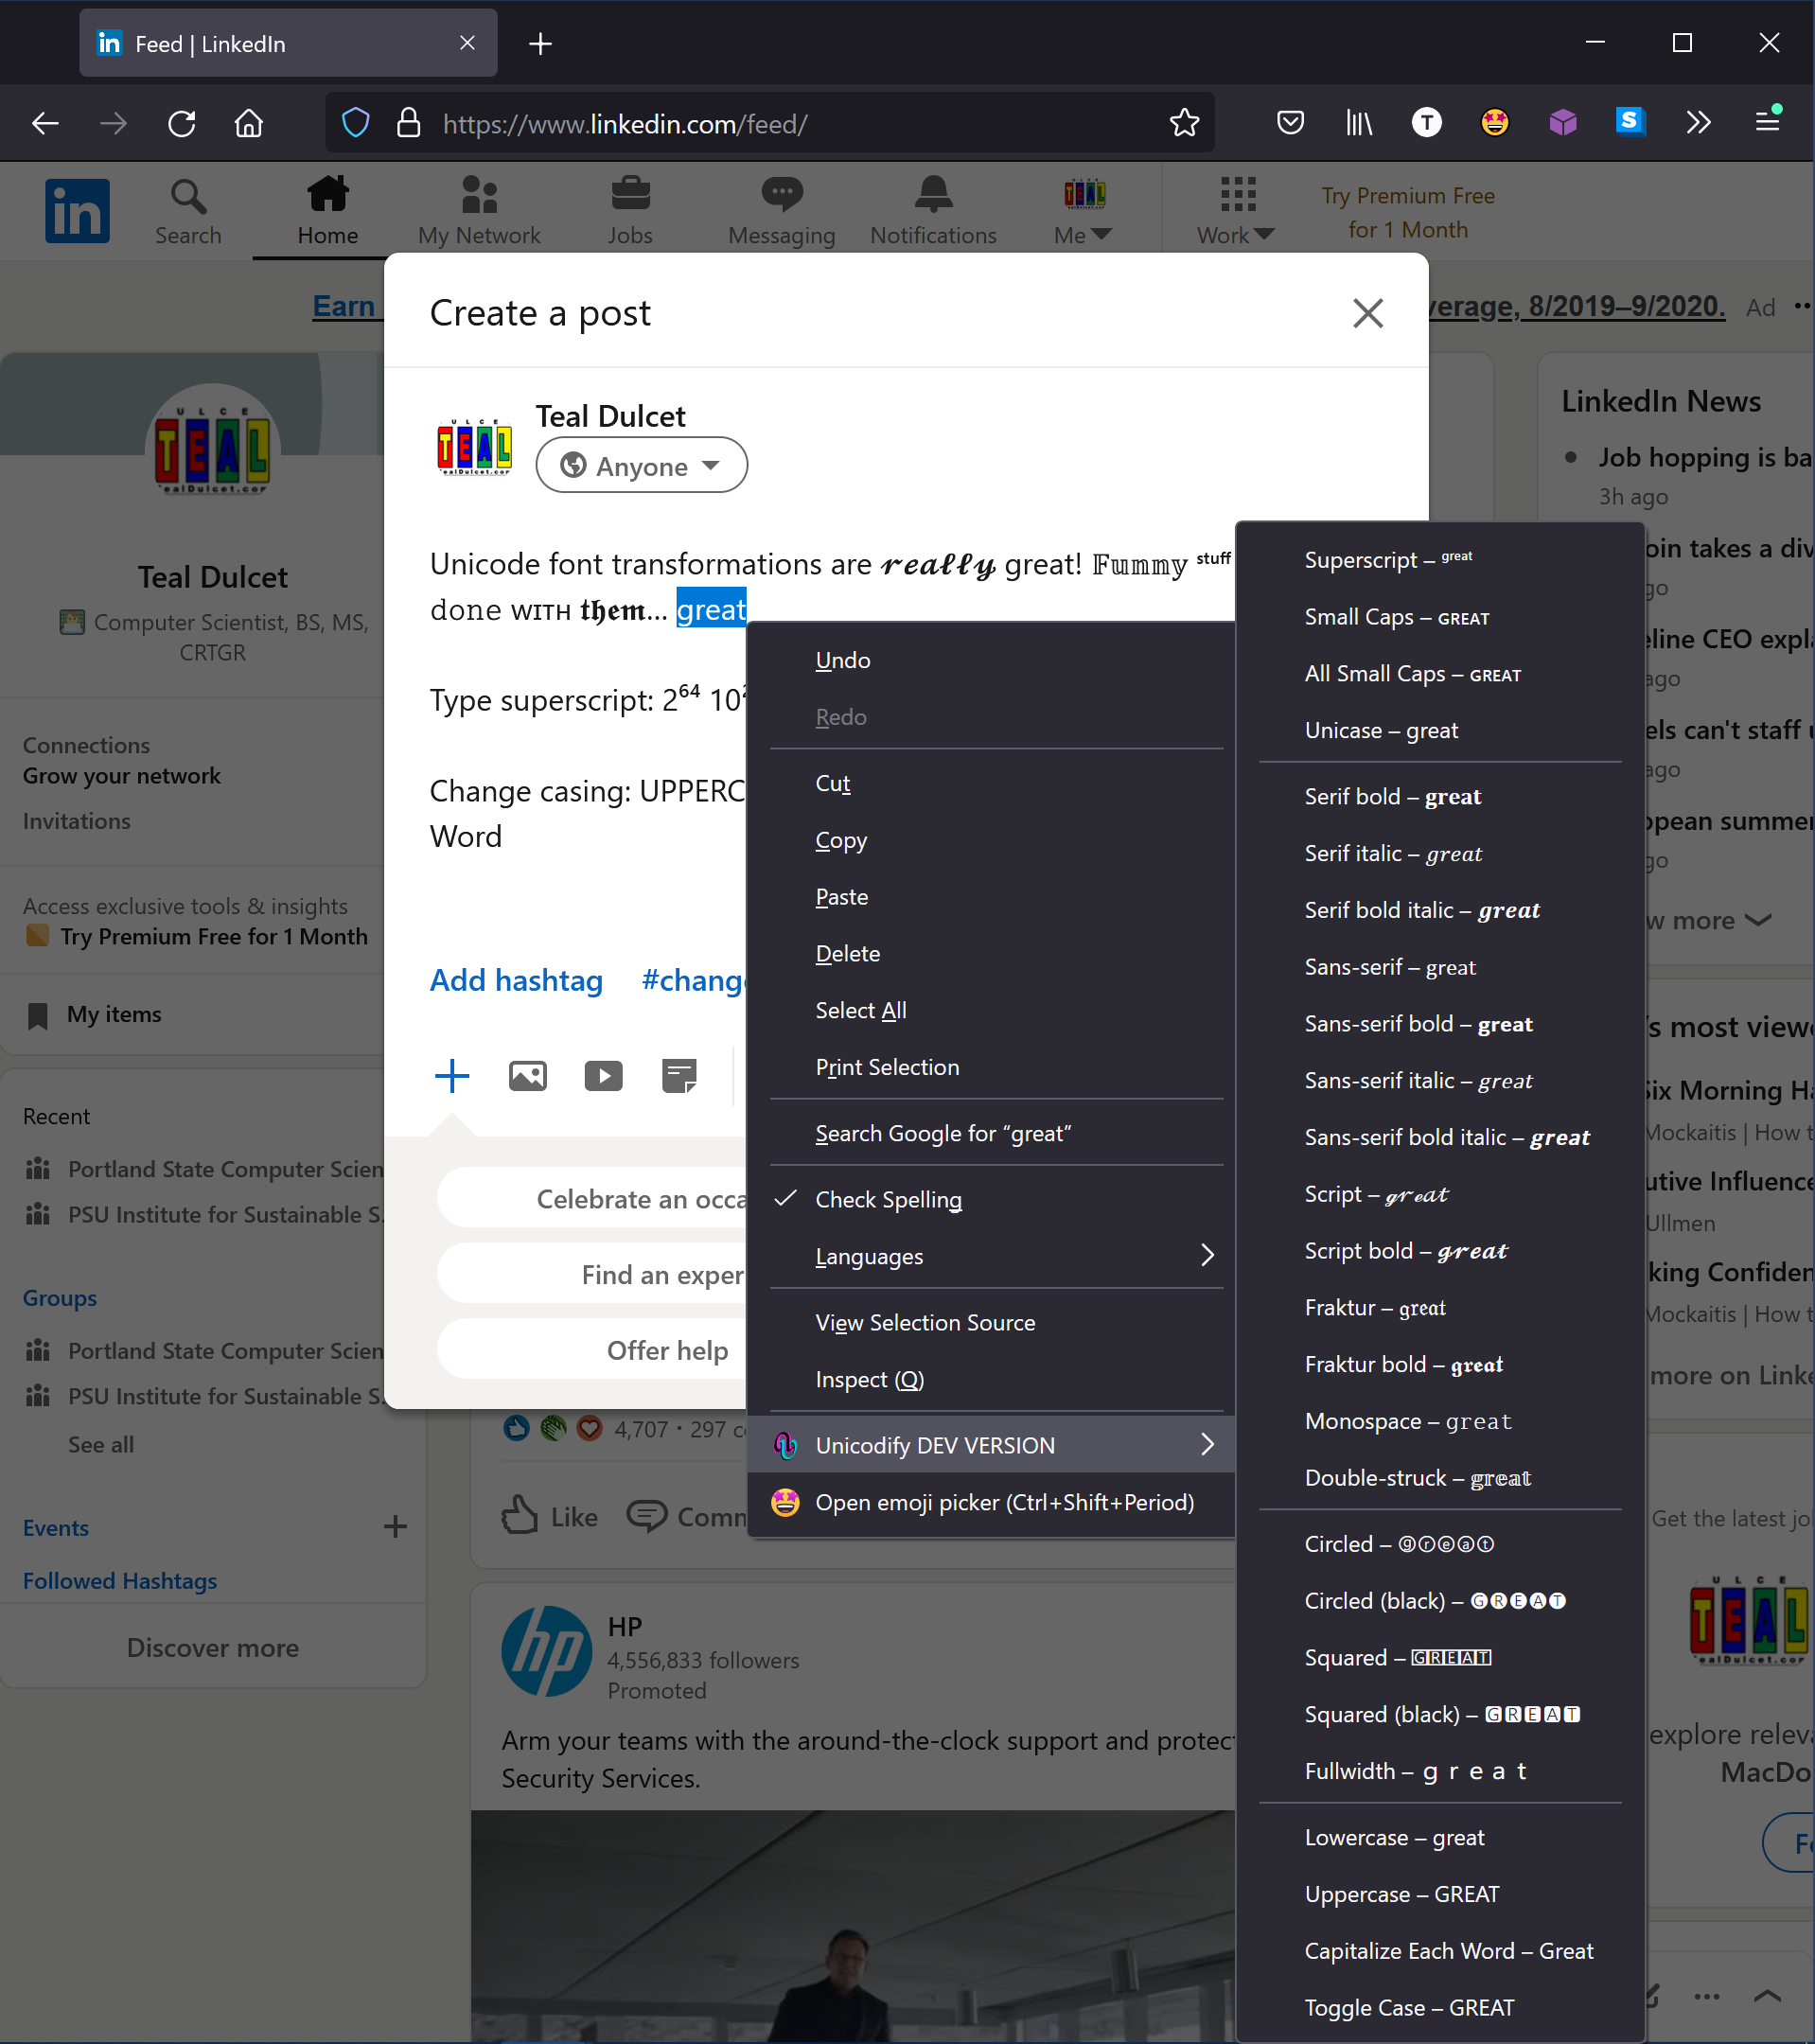 Feed | LinkedIn
https://www.linkedin.com/feed/
Search
Home
My Network
Jobs
Messaging
Notifications
Me
Work
Try Premium Free
for 1 Month
Earn
verage, 8/2019–9/2020.
Ad
Create a post
Teal Dulcet
Anyone
Unicode font transformations are 𝓻𝓮𝓪𝓵𝓵𝔂 great! 𝔽𝕦𝕟𝕟𝕪 ˢᵗᵘᶠᶠ
done ᴡɪᴛʜ 𝖙𝖍𝖊𝖒… great
Type superscript: 2⁶⁴ 10²
Change casing: UPPERC
Word
Add hashtag #change
Celebrate an occa
Find an exper
Offer help
Teal Dulcet
Computer Scientist, BS, MS,
CRTGR
Connections
Grow your network
Invitations
Access exclusive tools & insights
Try Premium Free for 1 Month
My items
Recent
Portland State Computer Scien
PSU Institute for Sustainable S.
Groups
Portland State Computer Scien
PSU Institute for Sustainable S.
See all
Events
Followed Hashtags
Discover more
Undo
Redo
Cut
Copy
Paste
Delete
Select All
Print Selection
Search Google for “great”
Check Spelling
Languages
View Selection Source
Inspect (Q)
Unicodify DEV VERSION
Open emoji picker (Ctrl+Shift+Period)
Superscript – ᵍʳᵉᵃᵗ
Small Caps – ɢʀᴇᴀᴛ
All Small Caps – ɢʀᴇᴀᴛ
Unicase – great
Serif bold – 𝐠𝐫𝐞𝐚𝐭
Serif italic – 𝑔𝑟𝑒𝑎𝑡
Serif bold italic – 𝒈𝒓𝒆𝒂𝒕
Sans-serif – 𝗀𝗋𝖾𝖺𝗍
Sans-serif bold – 𝗴𝗿𝗲𝗮𝘁
Sans-serif italic – 𝘨𝘳𝘦𝘢𝘵
Sans-serif bold italic – 𝙜𝙧𝙚𝙖𝙩
Script – ℊ𝓇ℯ𝒶𝓉
Script bold – 𝓰𝓻𝓮𝓪𝓽
Fraktur – 𝔤𝔯𝔢𝔞𝔱
Fraktur bold – 𝖌𝖗𝖊𝖆𝖙
Monospace – 𝚐𝚛𝚎𝚊𝚝
Double-struck – 𝕘𝕣𝕖𝕒𝕥
Circled – ⓖⓡⓔⓐⓣ
Circled (black) – 🅖🅡🅔🅐🅣
Squared – 🄶🅁🄴🄰🅃
Squared (black) – 🅶🆁🅴🅰🆃
Fullwidth – ｇｒｅａｔ
Lowercase – great
Uppercase – GREAT
Capitalize Each Word – Great
Toggle Case – GREAT
LinkedIn News
Job hopping is ba
3h ago
oin takes a div
go
eline CEO expl
ago
els can't staff
ago
opean summer
go
w more
's most view
Six Morning Ha
Mockaitis | How t
utive Influence
Ullmen
king Confiden
Mockaitis | How t
more on Linke
Get the latest jo
explore releva
MacDo
4,707 • 297 c
Like
Comm
HP
4,556,833 followers
Promoted
Arm your teams with the around-the-clock support and protect
Security Services.